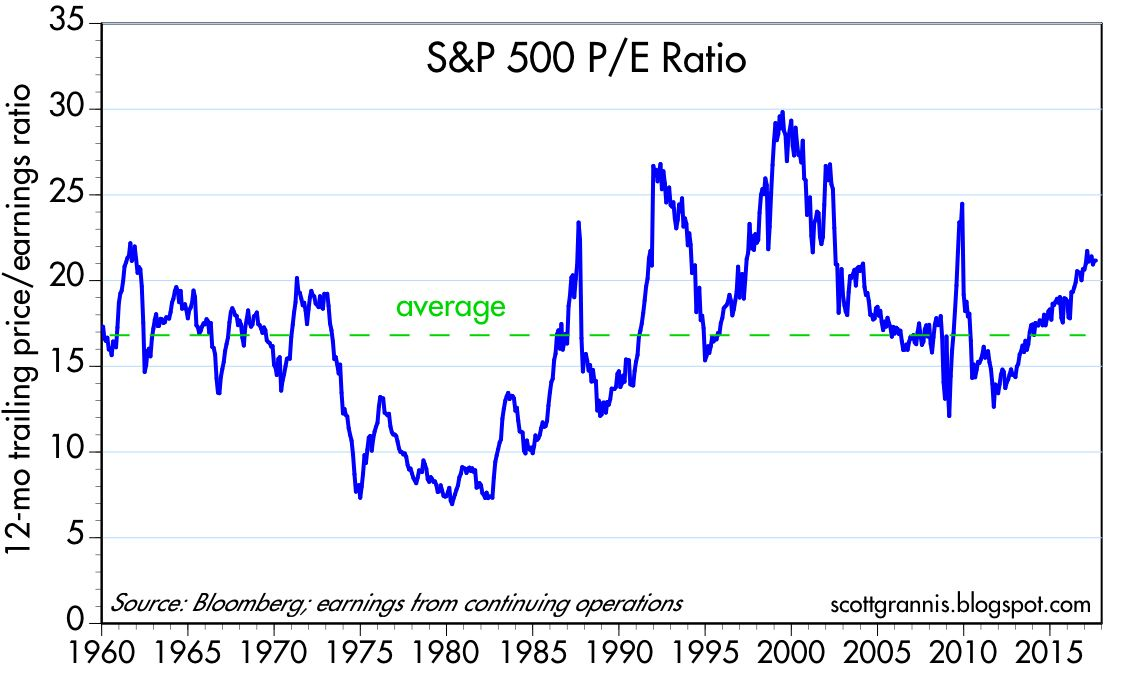 S&P 500 P/E Ratio
12-mo trailing price/earnings ratio
35
30
25
20
15
10
5
0
average
Source: Bloomberg; earnings from continuing operations
scottgrannis.blogspot.com
1960 1965 1970 1975 1980 1985 1990 1995 2000 2005 2010 2015